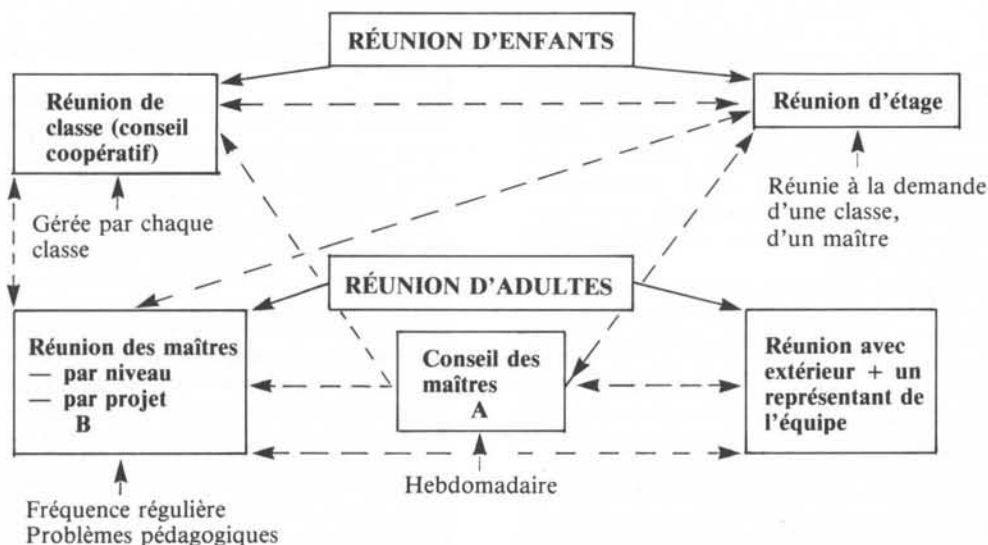 RÉUNION D'ENFANTS
Réunion de
classe (conseil
coopératif)
Réunion d'étage
Gérée par chaque
classe
Réunie à la demande
d'une classe,
d'un maître
RÉUNION D'ADULTES
Réunion des maîtres
— par niveau
— par projet
B
Conseil des
maîtres
A
Réunion avec
extérieur + un
représentant de
l'équipe
Hebdomadaire
Fréquence régulière
Problèmes pédagogiques